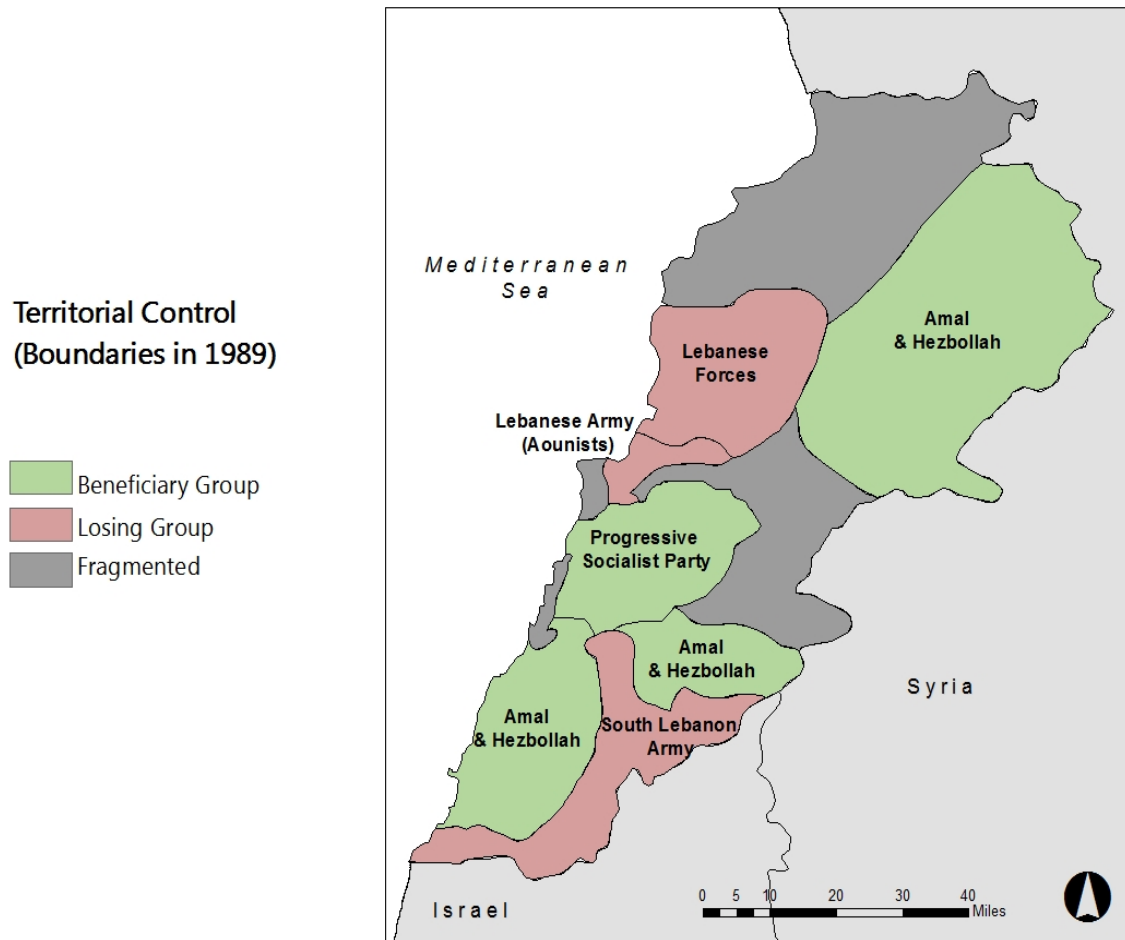 Territorial Control
(Boundaries in 1989)
Beneficiary Group
Losing Group
Fragmented
Mediterranean
Sea
Amal
& Hezbollah
Lebanese
Forces
Lebanese Army
(Aounists)
Progressive
Socialist Party
Amal
& Hezbollah
Syria
Amal
& Hezbollah
South Lebanon
Army
Israel
0 5 10 20 30 40
Miles